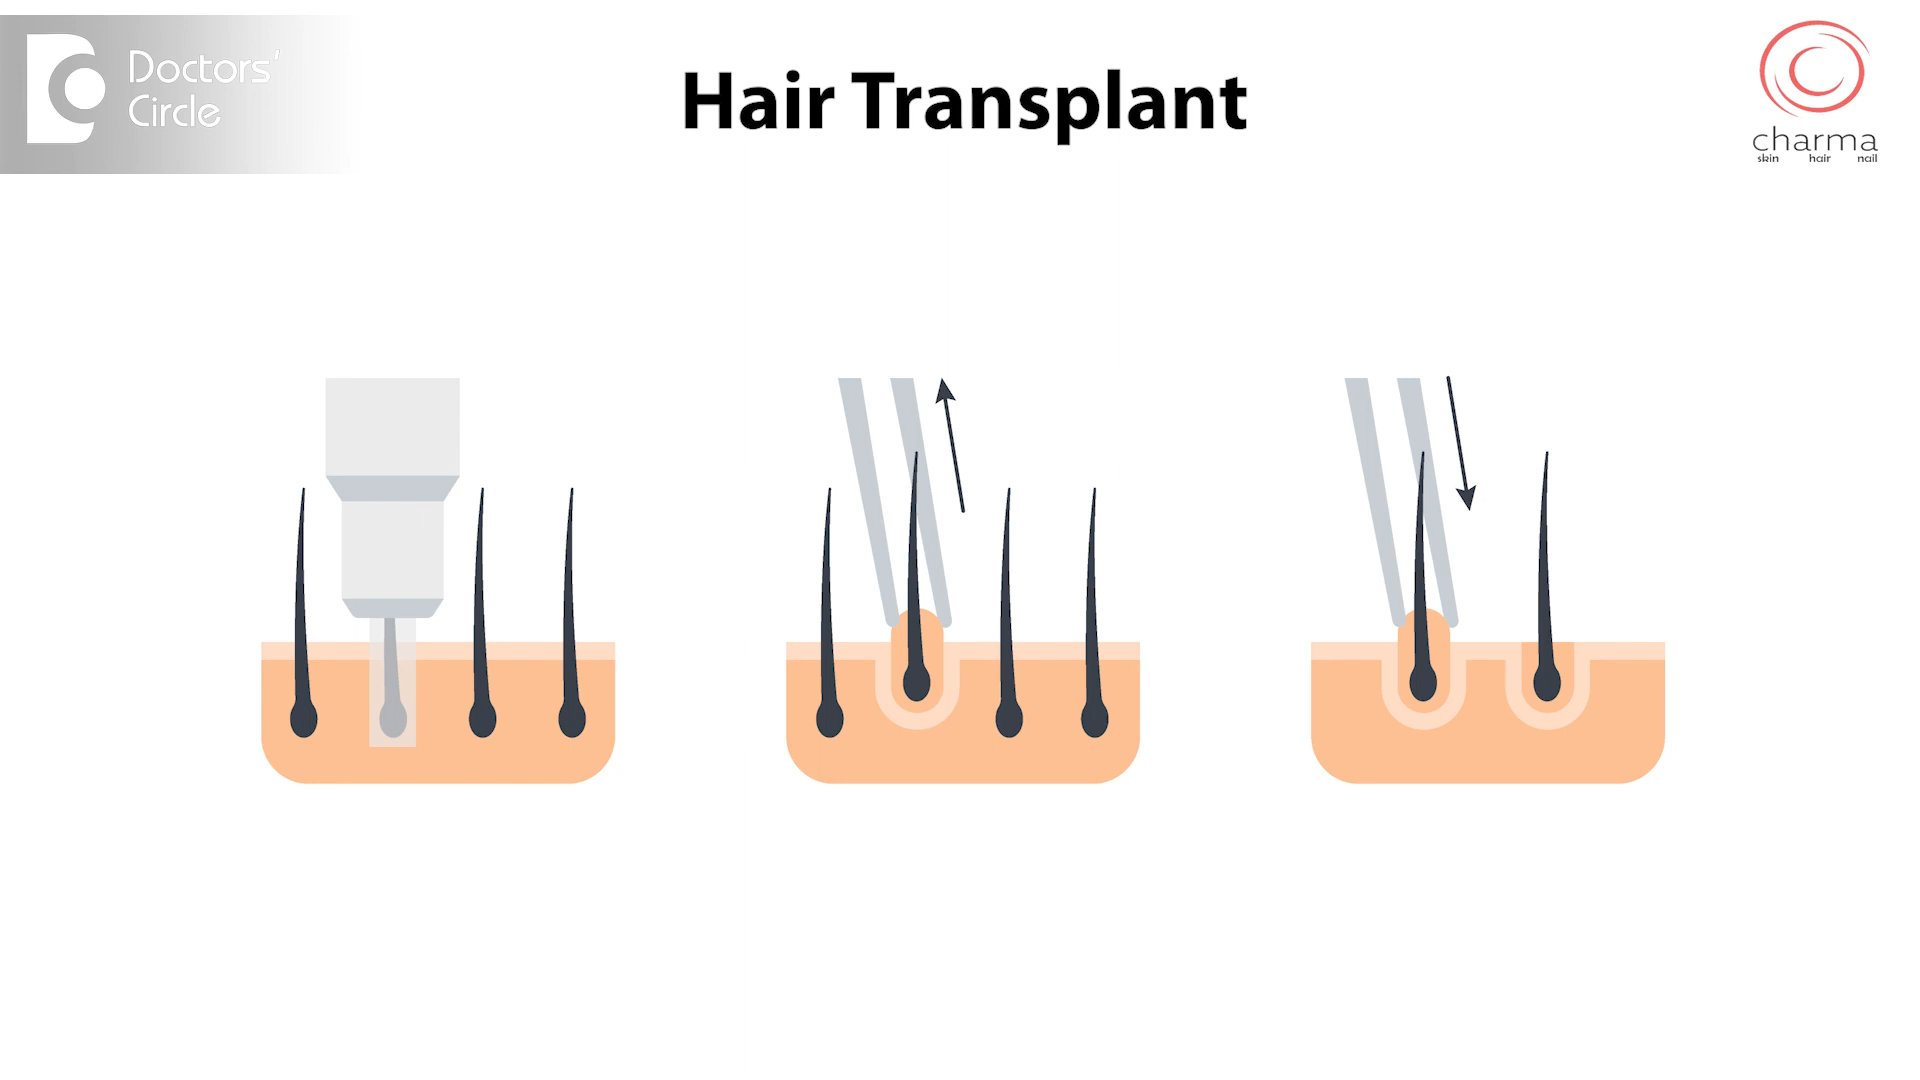 Doctors'
Circle
Hair Transplant
charma
skin hair nail